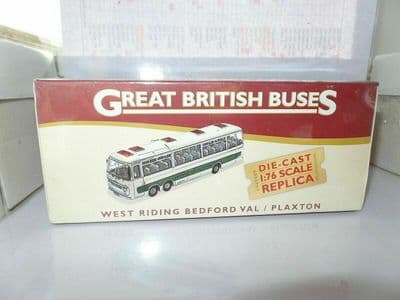 GREAT BRITISH BUSES
DIE-CAST
1:76 SCALE
REPLICA
WEST RIDING BEDFORD VAL / PLAXTON